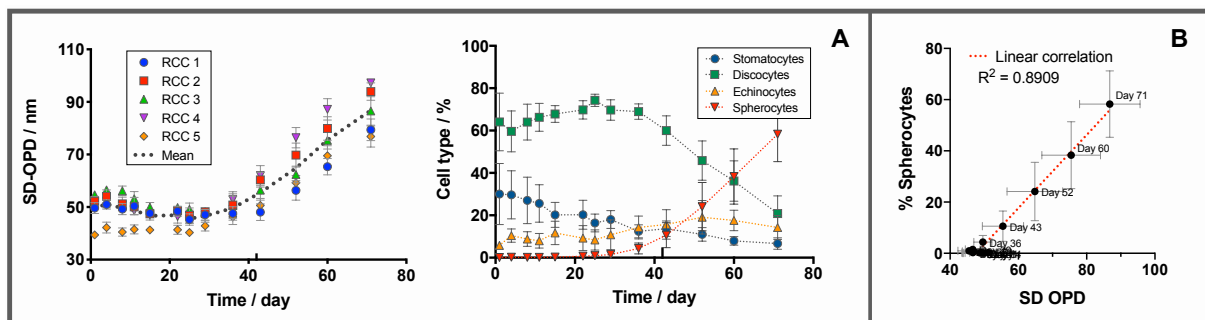 A
SD-OPD / nm
110
90
70
50
30
RCC 1
RCC 2
RCC 3
RCC 4
RCC 5
Mean
0
20
40
60
80
Time / day
Cell type / %
100
80
60
40
20
0
Stomatocytes
Discocytes
Echinocytes
Spherocytes
0
20
40
60
80
Time / day
B
% Spherocytes
80
60
40
20
0
Linear correlation
R² = 0.8909
Day 71
Day 60
Day 52
Day 43
Day 36
40
60
80
100
SD OPD